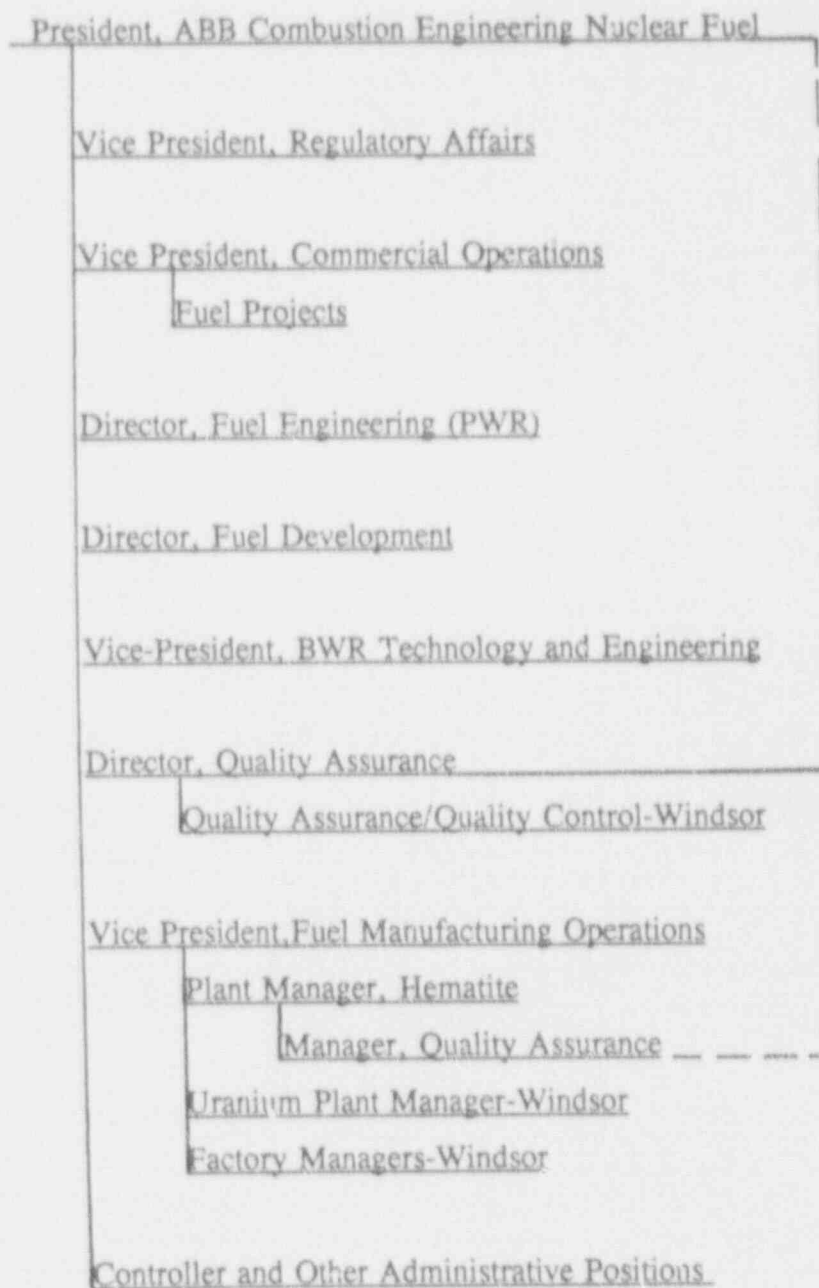 President, ABB Combustion Engineering Nuclear Fuel
Vice President, Regulatory Affairs
Vice President, Commercial Operations
Fuel Projects
Director, Fuel Engineering (PWR)
Director, Fuel Development
Vice-President, BWR Technology and Engineering
Director, Quality Assurance
Quality Assurance/Quality Control-Windsor
Vice President,Fuel Manufacturing Operations
Plant Manager, Hematite
Manager, Quality Assurance
Uranium Plant Manager-Windsor
Factory Managers-Windsor
Controller and Other Administrative Positions